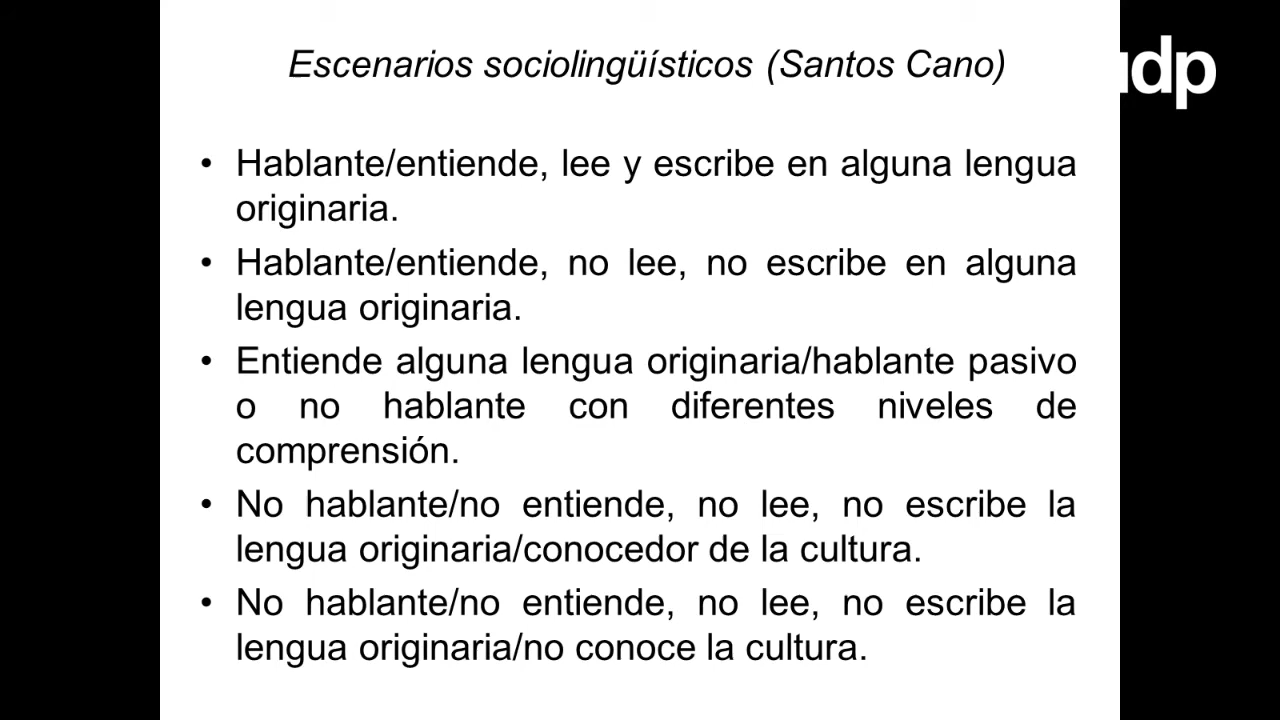 Escenarios sociolingüísticos (Santos Cano)
udp
• Hablante/entiende, lee y escribe en alguna lengua
originaria.
• Hablante/entiende, no lee, no escribe en alguna
lengua originaria.
• Entiende alguna lengua originaria/hablante pasivo
o no hablante con diferentes niveles de
comprensión.
• No hablante/no entiende, no lee, no escribe la
lengua originaria/conocedor de la cultura.
• No hablante/no entiende, no lee, no escribe la
lengua originaria/no conoce la cultura.